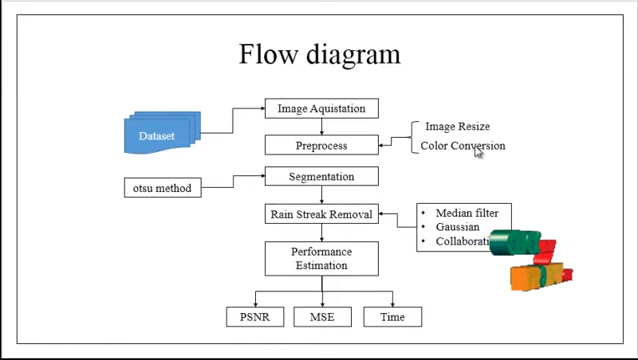 Flow diagram
Image Aquistation
Dataset
Image Resize
Preprocess
Color Conversion
Segmentation
otsu method
Rain Streak Removal
• Median filter
• Gaussian
Performance
Estimation
PSNR
MSE
Time